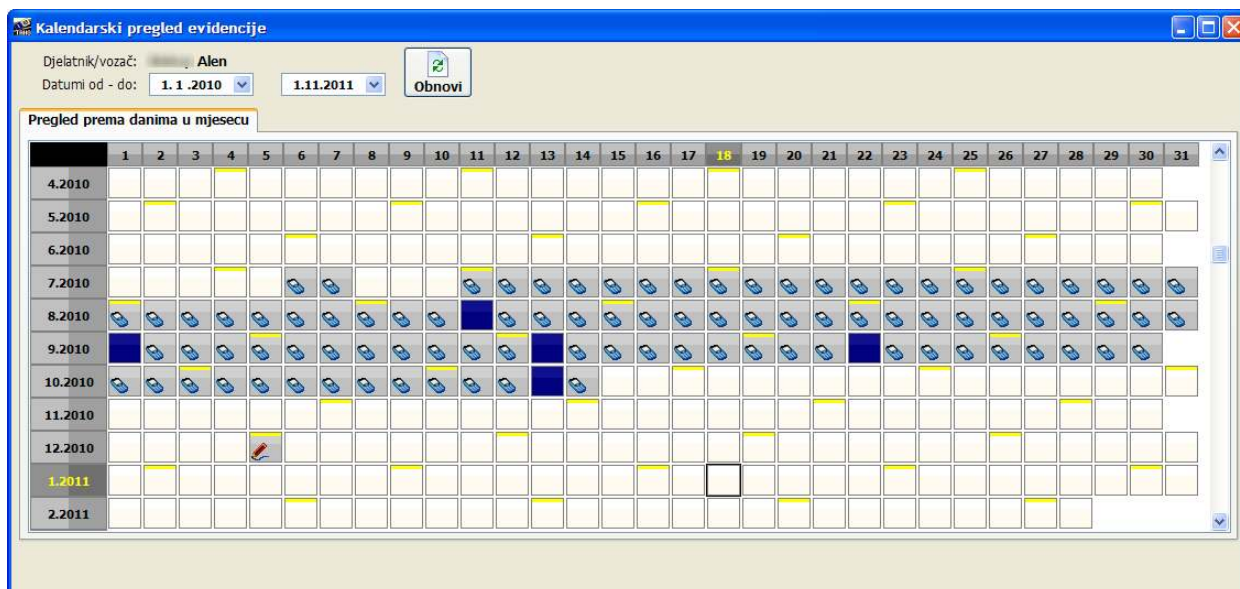 Kalendarski pregled evidencije
Djelatnik/vozač: Alen
Datumi od - do: 1. 1 .2010 1.11.2011 Obnovi
Pregled prema danima u mjesecu
1 2 3 4 5 6 7 8 9 10 11 12 13 14 15 16 17 18 19 20 21 22 23 24 25 26 27 28 29 30 31
4.2010
5.2010
6.2010
7.2010
8.2010
9.2010
10.2010
11.2010
12.2010
1.2011
2.2011